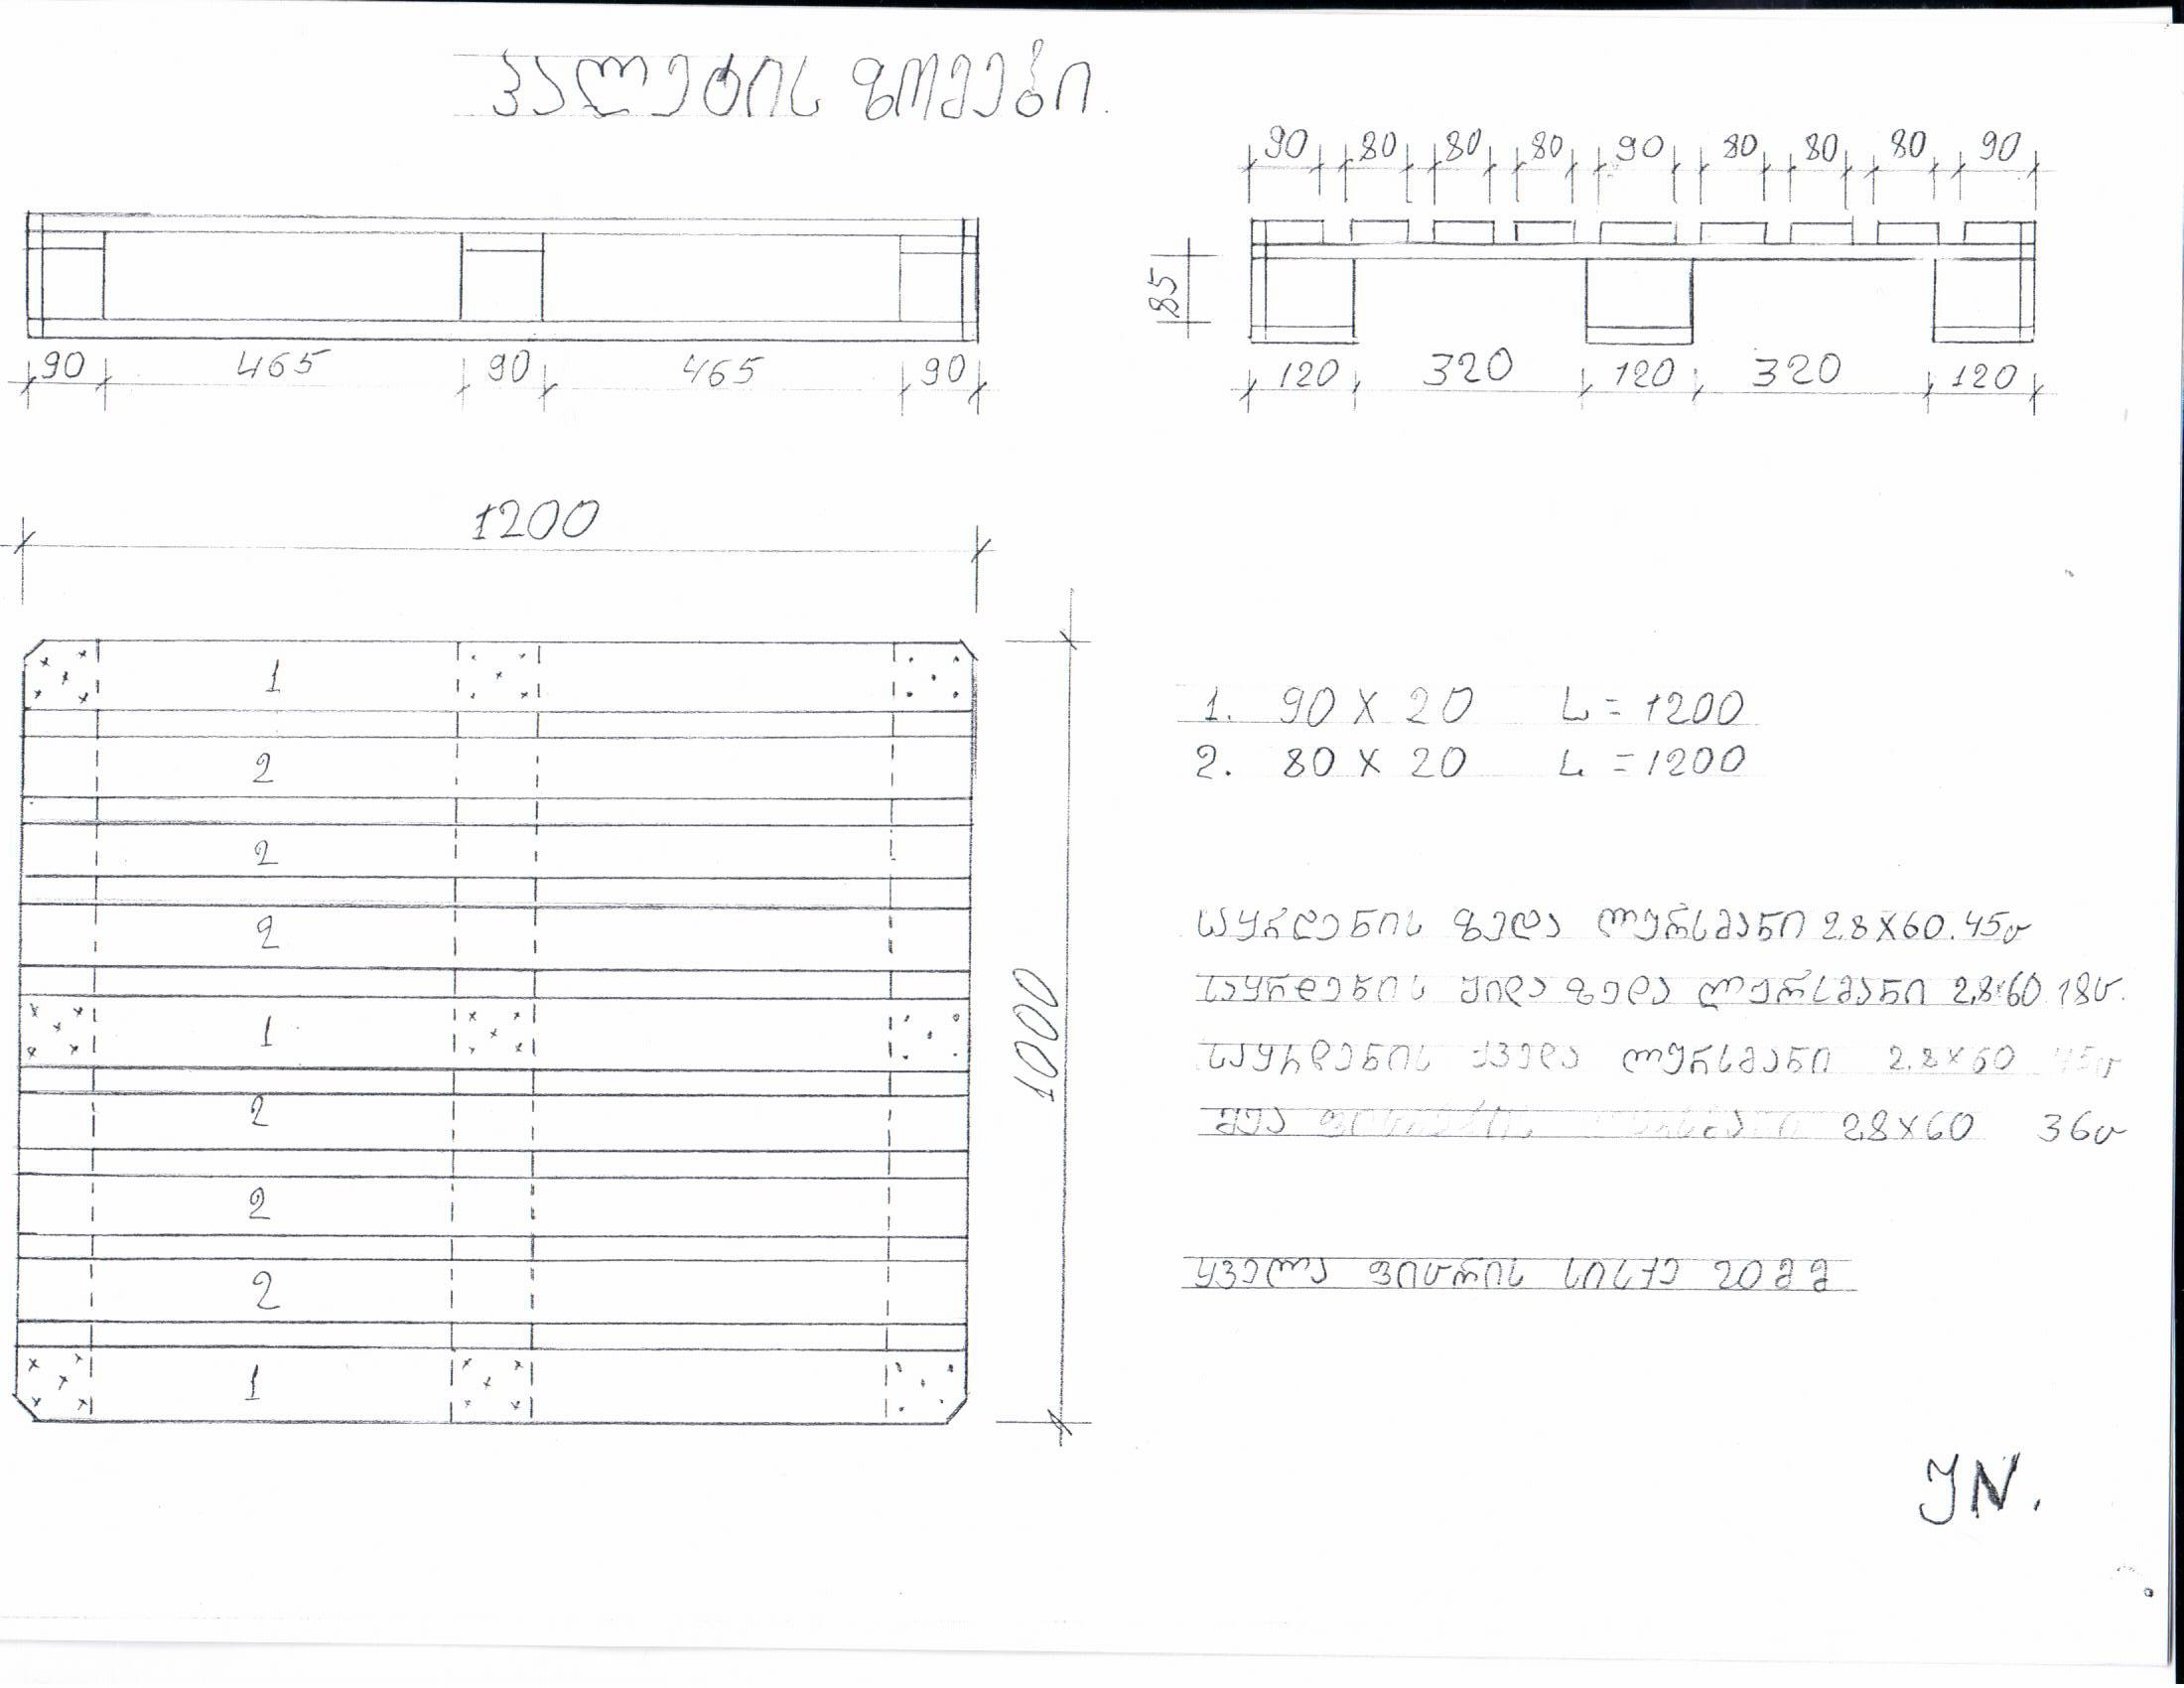 პალეტის ზომები.
90 80 80 80 90 80 80 80 90
85
90 465 90 465 90
120 320 120 320 120
1200
1
2
2
2
1
2
2
2
1
1000
1. 90 X 20 L = 1200
2. 80 X 20 L = 1200
საყრდენის ზედა ლურსმანი 2.8X60. 45ც
საყრდენის შიდა ზედა ლურსმანი 2,8x60 18ც.
საყრდენის ქვედა ლურსმანი 2.8x60 45ც
შუა 2,8X60 36ც
ყველა ფიცრის სისქე 20მმ
JN.